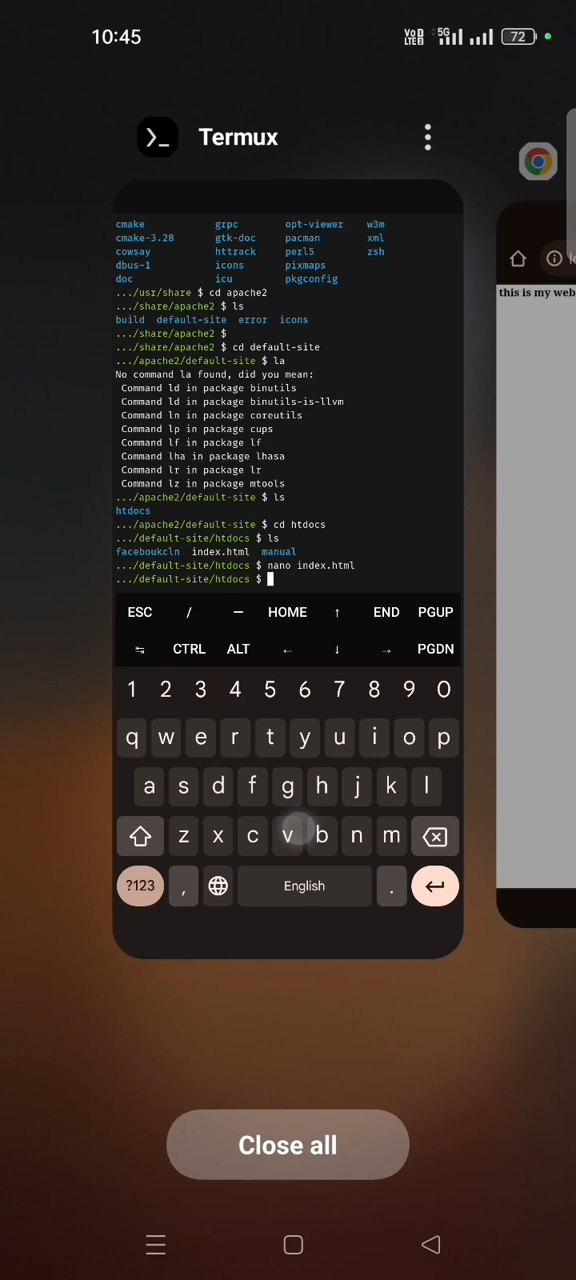 10:45
Vo D
LTE 2
5G
72
Termux
cmake grpc opt-viewer w3m
cmake-3.28 gtk-doc pacman xml
cowsay httrack perl5 zsh
dbus-1 icons pixmaps
doc icu pkgconfig
.../usr/share $ cd apache2
.../share/apache2 $ ls
build default-site error icons
.../share/apache2 $
.../share/apache2 $ cd default-site
.../apache2/default-site $ la
No command la found, did you mean:
Command ld in package binutils
Command ld in package binutils-is-llvm
Command ln in package coreutils
Command lp in package cups
Command lf in package lf
Command lha in package lhasa
Command lr in package lr
Command lz in package mtools
.../apache2/default-site $ ls
htdocs
.../apache2/default-site $ cd htdocs
.../default-site/htdocs $ ls
faceboukcln index.html manual
.../default-site/htdocs $ nano index.html
.../default-site/htdocs $
ESC / — HOME ↑ END PGUP
↹ CTRL ALT ← ↓ → PGDN
1 2 3 4 5 6 7 8 9 0
q w e r t y u i o p
a s d f g h j k l
z x c v b n m
?123 , English .
this is my web
Close all